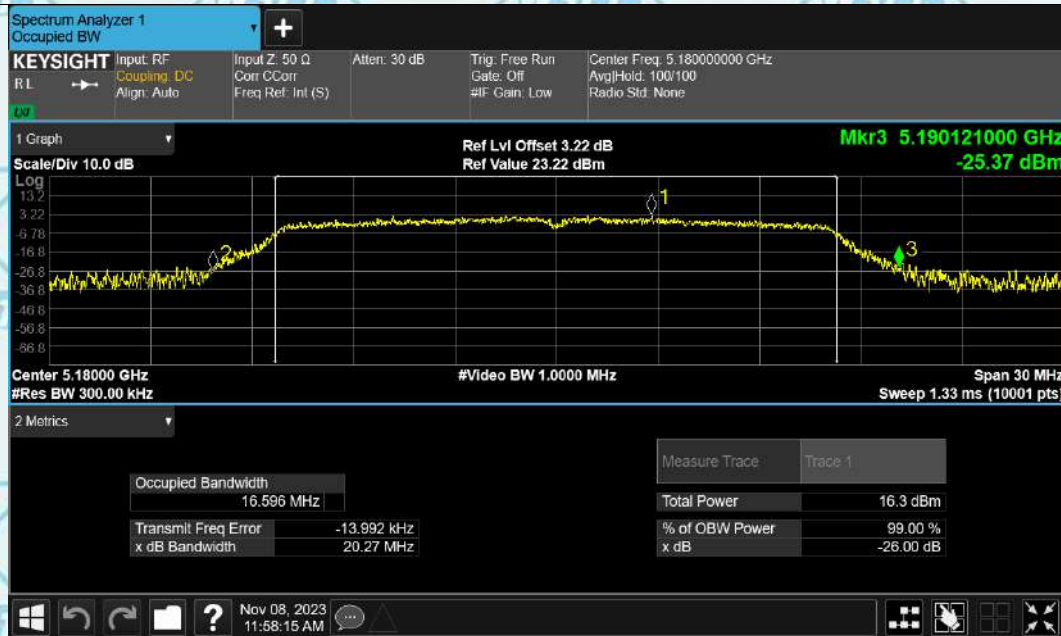 Spectrum Analyzer 1
Occupied BW
+
KEYSIGHT
RL
Input: RF
Coupling: DC
Align: Auto
Input Z: 50 Ω
Corr CCorr
Freq Ref: Int (S)
Atten: 30 dB
Trig: Free Run
Gate: Off
#IF Gain: Low
Center Freq: 5.180000000 GHz
Avg|Hold: 100/100
Radio Std: None
LXI
1 Graph
Scale/Div 10.0 dB
Ref Lvl Offset 3.22 dB
Ref Value 23.22 dBm
Mkr3 5.190121000 GHz
-25.37 dBm
Log
13.2
3.22
-6.78
-16.8
-26.8
-36.8
-46.8
-56.8
-66.8
1
2
3
Center 5.18000 GHz
#Video BW 1.0000 MHz
Span 30 MHz
#Res BW 300.00 kHz
Sweep 1.33 ms (10001 pts)
2 Metrics
Measure Trace
Trace 1
Occupied Bandwidth
16.596 MHz
Total Power
16.3 dBm
Transmit Freq Error
-13.992 kHz
% of OBW Power
99.00 %
x dB Bandwidth
20.27 MHz
x dB
-26.00 dB
?
Nov 08, 2023
11:58:15 AM